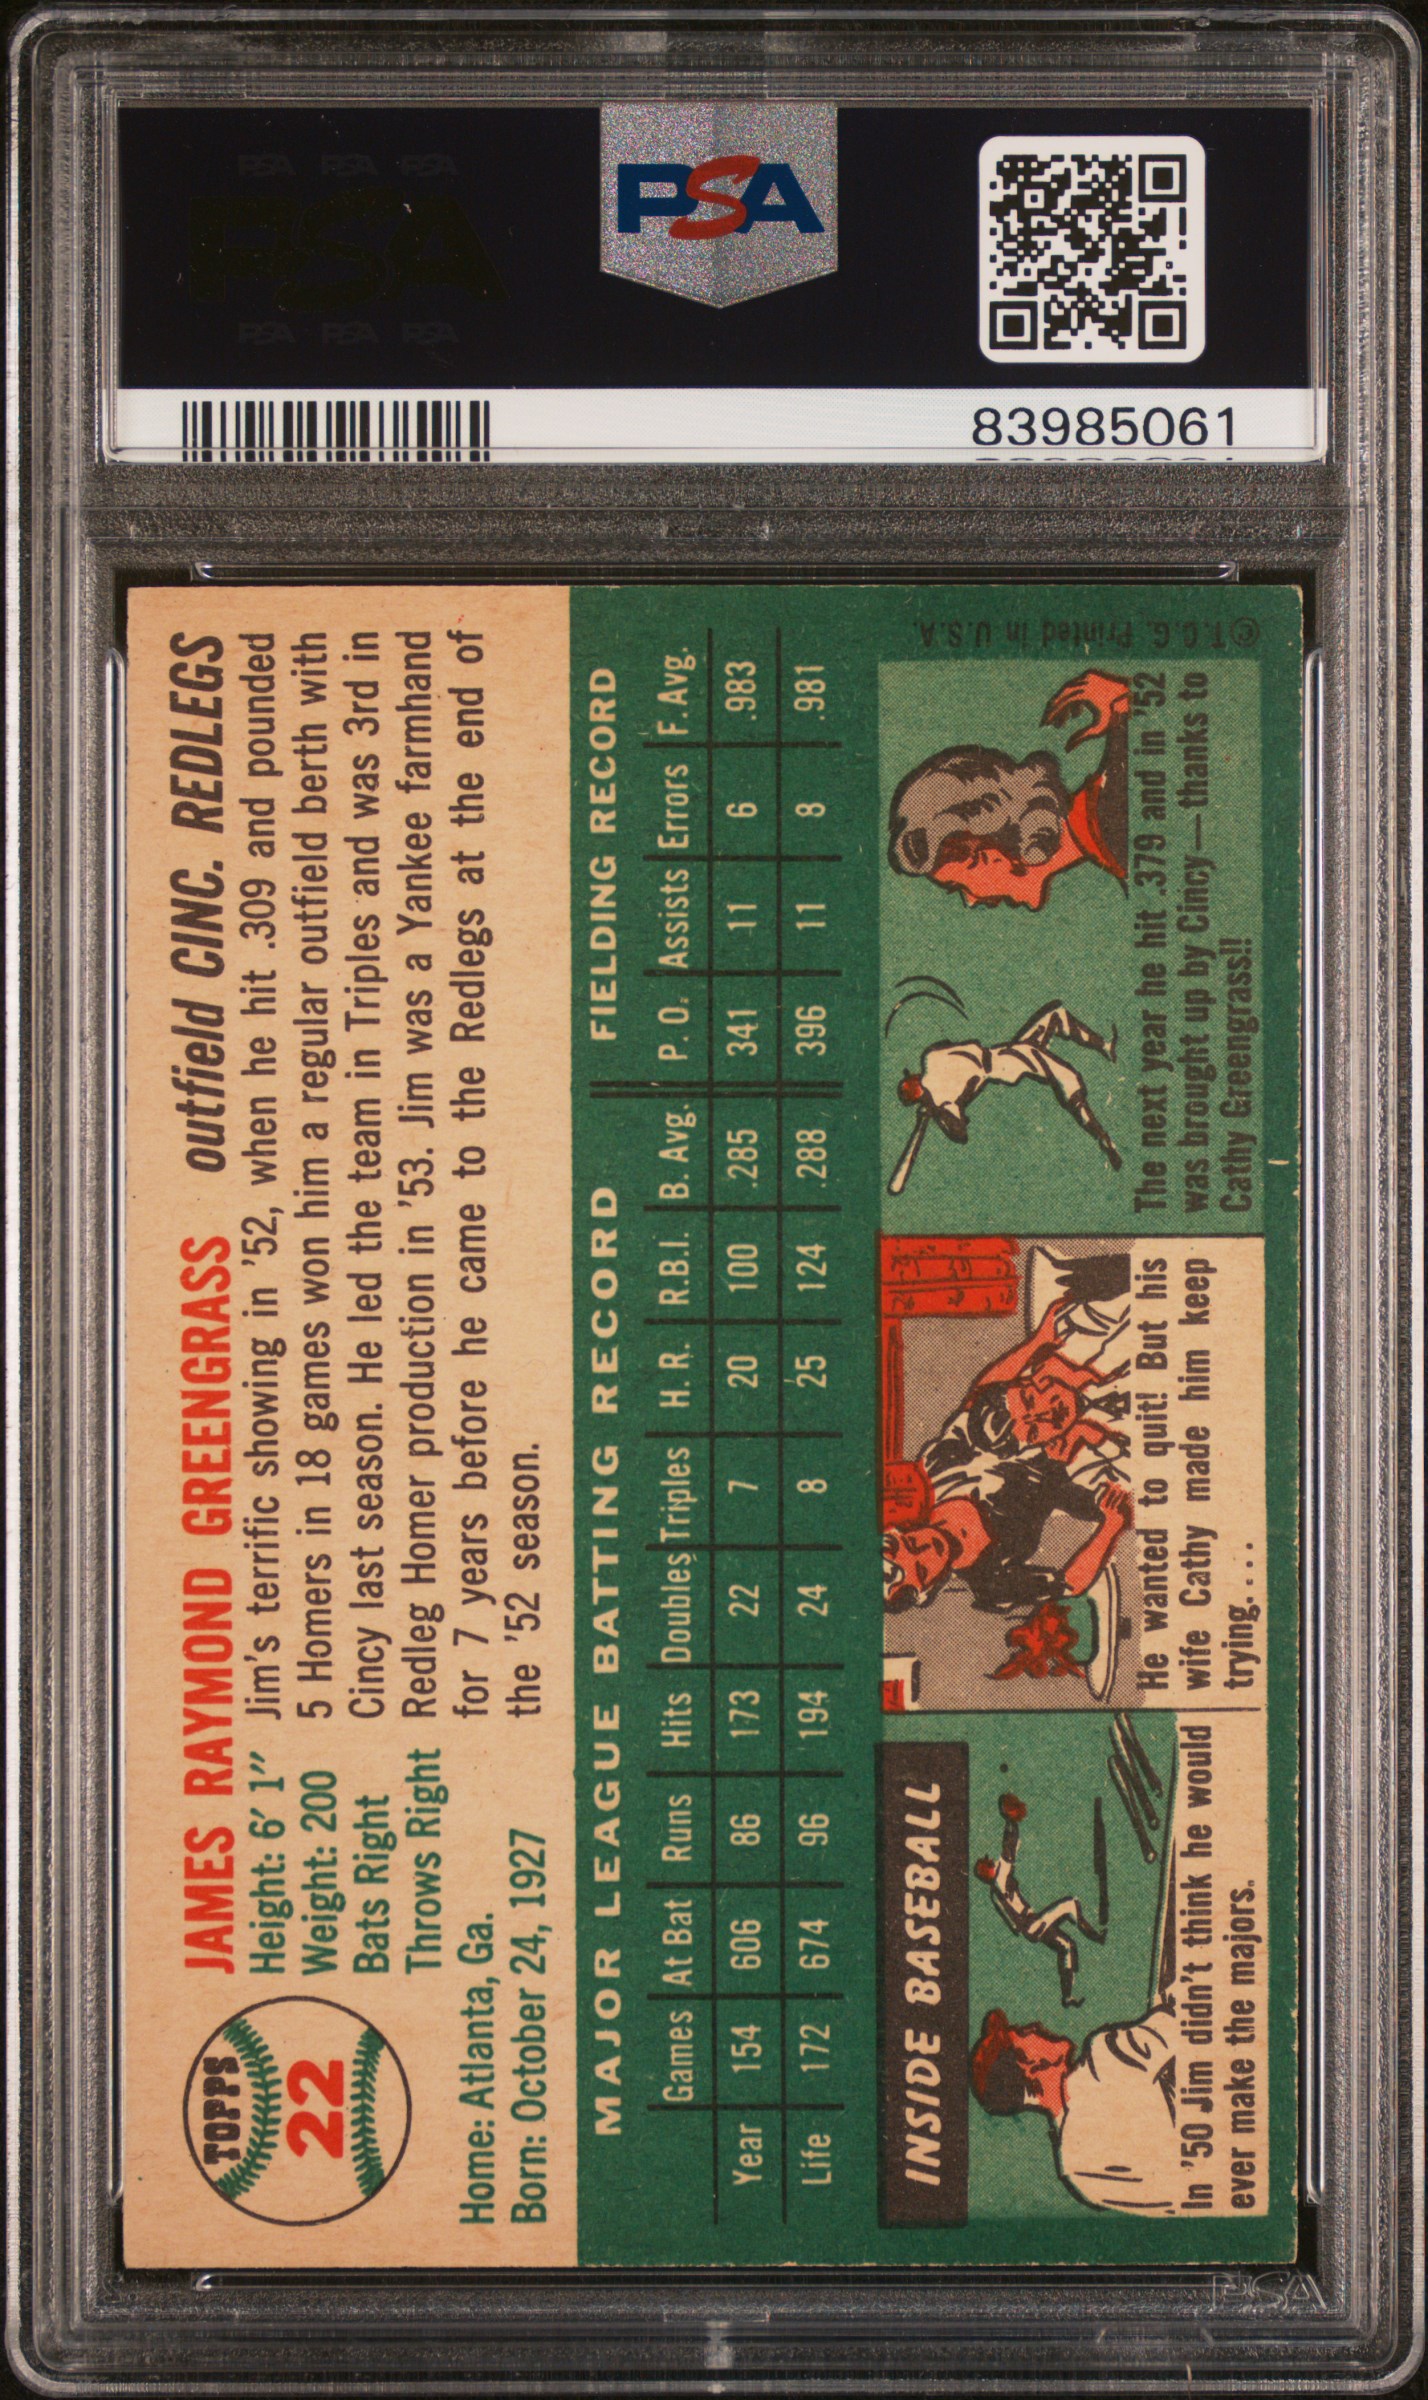 PSA PSA PSA
PSA
PSA PSA PSA
PSA
83985061
TOPPS
22
JAMES RAYMOND GREENGRASS outfield CINC. REDLEGS
Height: 6' 1"
Weight: 200
Bats Right
Throws Right
Home: Atlanta, Ga.
Born: October 24, 1927
Jim's terrific showing in '52, when he hit .309 and pounded
5 Homers in 18 games won him a regular outfield berth with
Cincy last season. He led the team in Triples and was 3rd in
Redleg Homer production in '53. Jim was a Yankee farmhand
for 7 years before he came to the Redlegs at the end of
the '52 season.
MAJOR LEAGUE BATTING RECORD FIELDING RECORD
Games At Bat Runs Hits Doubles Triples H. R. R.B.I. B. Avg. P. O. Assists Errors F. Avg.
Year 154 606 86 173 22 7 20 100 .285 341 11 6 .983
Life 172 674 96 194 24 8 25 124 .288 396 11 8 .981
INSIDE BASEBALL
In '50 Jim didn't think he would
ever make the majors.
He wanted to quit! But his
wife Cathy made him keep
trying....
The next year he hit .379 and in '52
was brought up by Cincy—thanks to
Cathy Greengrass!!
©T.C.G. Printed in U.S.A.
PSA